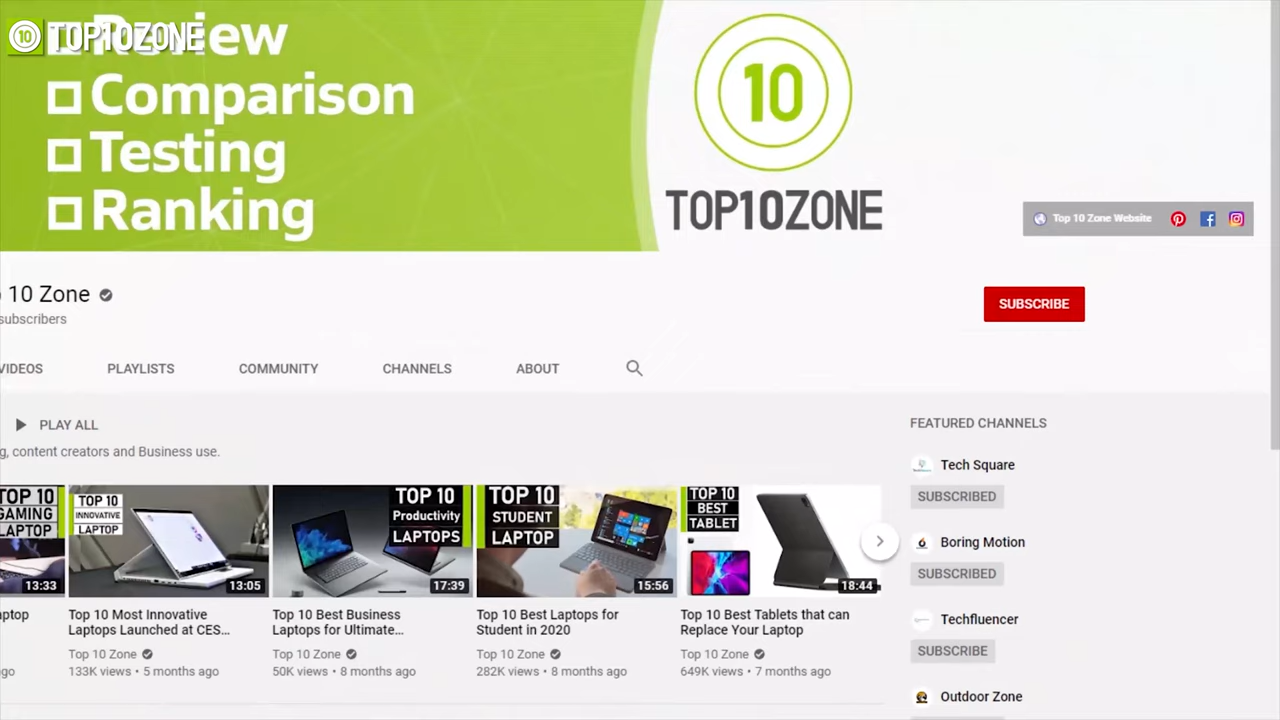 TOP10ZONE
Review
Comparison
Testing
Ranking
10
TOP10ZONE
Top 10 Zone Website
10 Zone
subscribers
SUBSCRIBE
VIDEOS
PLAYLISTS
COMMUNITY
CHANNELS
ABOUT
PLAY ALL
g, content creators and Business use.
FEATURED CHANNELS
Tech Square
SUBSCRIBED
Boring Motion
SUBSCRIBED
Techfluencer
SUBSCRIBE
Outdoor Zone
TOP 10
GAMING
LAPTOP
13:33
TOP 10
INNOVATIVE
LAPTOP
13:05
Top 10 Most Innovative
Laptops Launched at CES...
Top 10 Zone
133K views • 5 months ago
TOP 10
Productivity
LAPTOPS
17:39
Top 10 Best Business
Laptops for Ultimate...
Top 10 Zone
50K views • 8 months ago
TOP 10
STUDENT
LAPTOP
15:56
Top 10 Best Laptops for
Student in 2020
Top 10 Zone
282K views • 8 months ago
TOP 10
BEST
TABLET
18:44
Top 10 Best Tablets that can
Replace Your Laptop
Top 10 Zone
649K views • 7 months ago